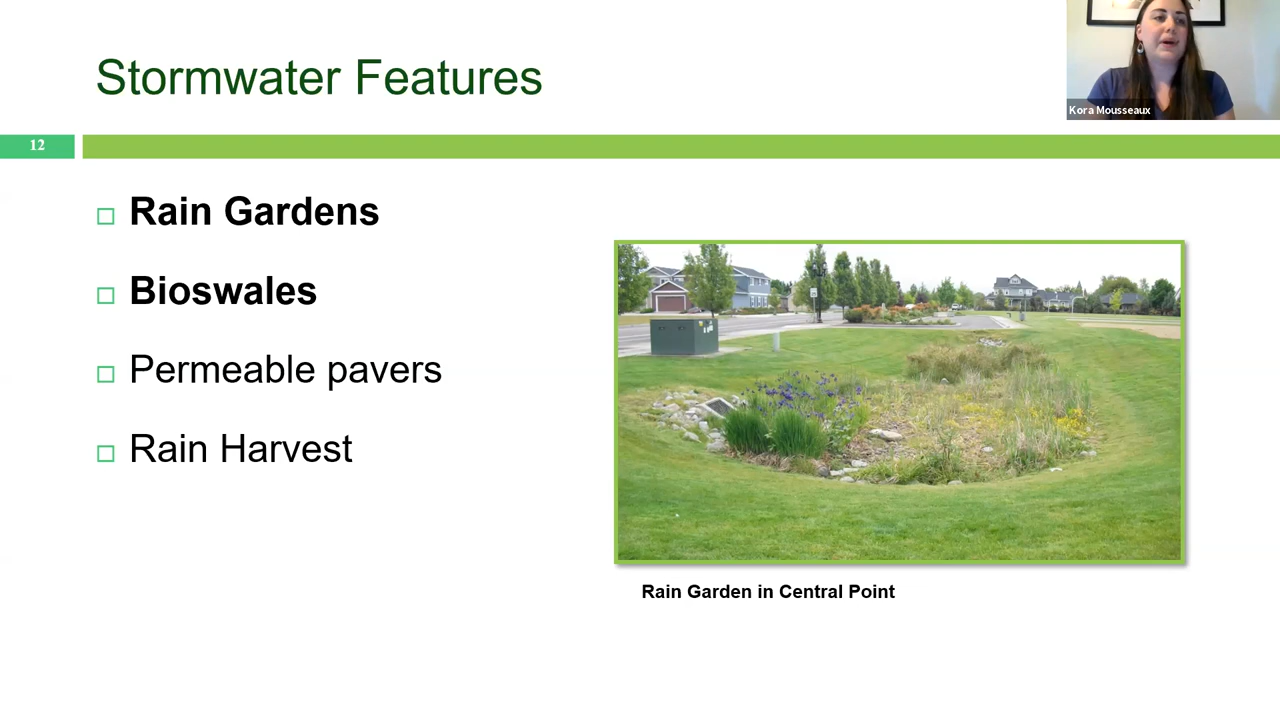 Stormwater Features
Kora Mousseaux
12
Rain Gardens
Bioswales
Permeable pavers
Rain Harvest
Rain Garden in Central Point